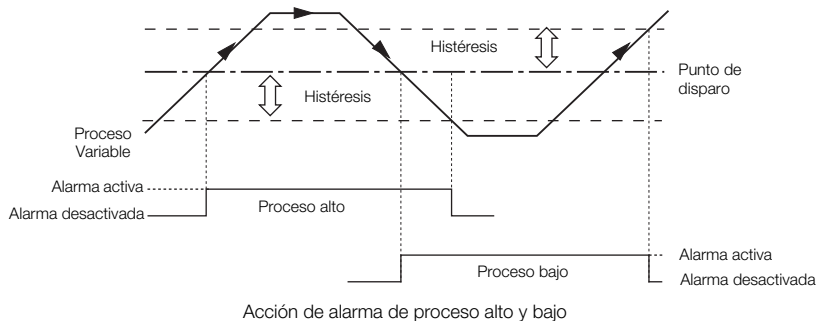 Histéresis
Histéresis
Punto de
disparo
Proceso
Variable
Alarma activa
Proceso alto
Alarma desactivada
Alarma activa
Proceso bajo
Alarma desactivada
Acción de alarma de proceso alto y bajo